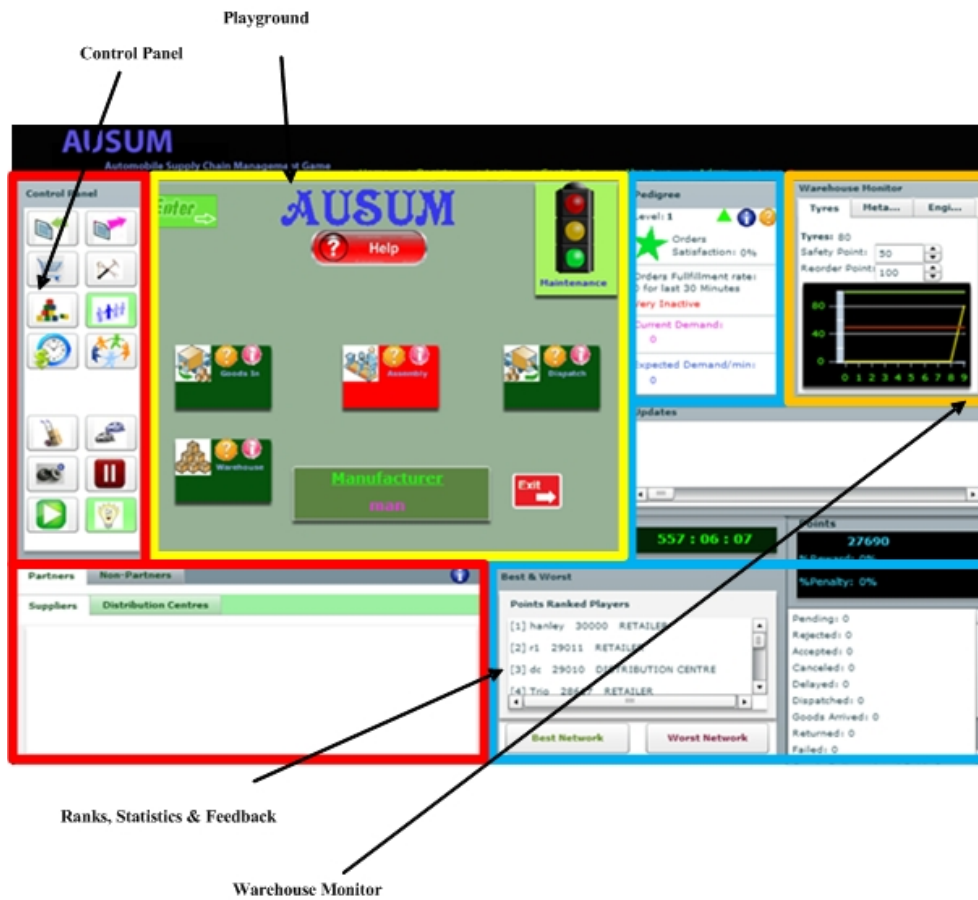 Playground
Control Panel
AUSUM
Automobile Supply Chain Management Game
Control Panel
Enter
AUSUM
Help
Maintenance
Goods In
Assembly
Dispatch
Warehouse
Manufacturer
man
Exit
Pedigree
Level: 1
Orders
Satisfaction: 0%
Orders Fullfillment rate:
0 for last 30 Minutes
Very Inactive
Current Demand:
0
Expected Demand/min:
0
Warehouse Monitor
Tyres Meta... Engi...
Tyres: 80
Safety Point: 50
Reorder Point: 100
80
40
0
0 1 2 3 4 5 6 7 8 9
Updates
557 : 06 : 07
Points
27690
%Reward: 0%
%Penalty: 0%
Partners Non-Partners
Suppliers Distribution Centres
Best & Worst
Points Ranked Players
[1] hanley 30000 RETAILER
[2] r1 29011 RETAILER
[3] dc 29010 DISTRIBUTION CENTRE
[4] Trio RETAILER
Best Network Worst Network
Pending: 0
Rejected: 0
Accepted: 0
Canceled: 0
Delayed: 0
Dispatched: 0
Goods Arrived: 0
Returned: 0
Failed: 0
Ranks, Statistics & Feedback
Warehouse Monitor